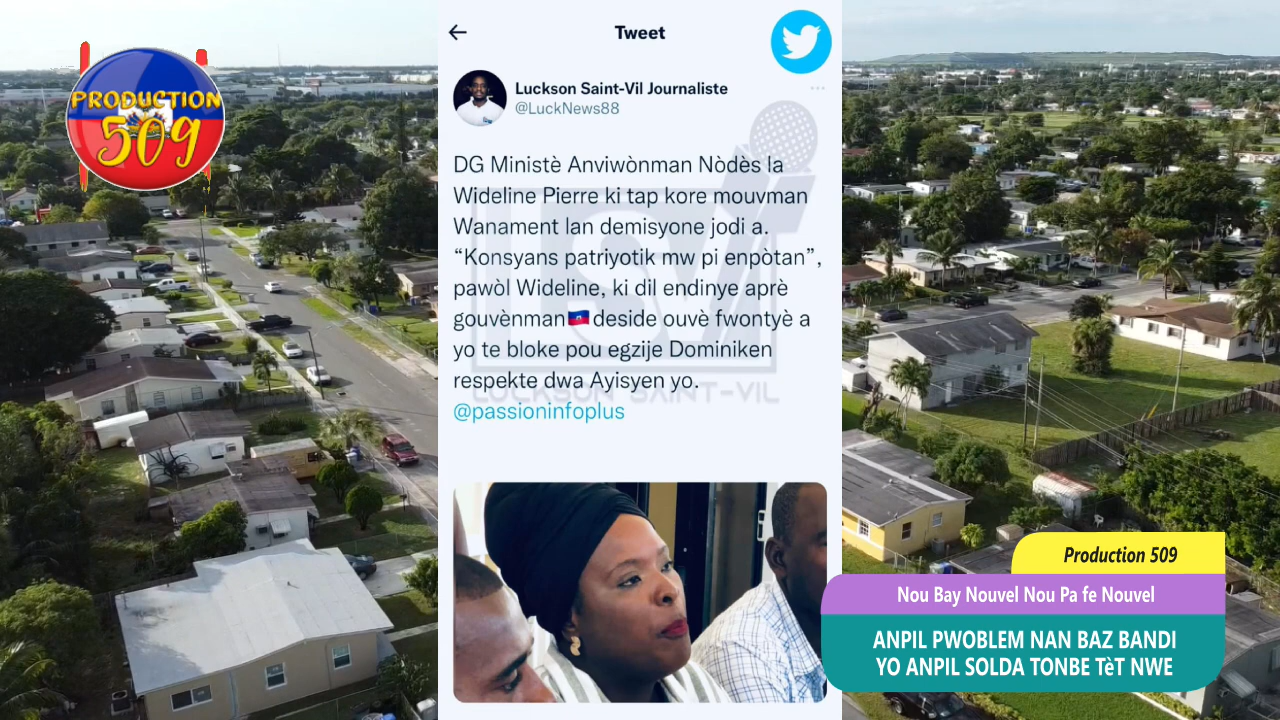 PRODUCTION
509
Tweet
Luckson Saint-Vil Journaliste
@LuckNews88
DG Ministè Anviwònman Nòdès la
Wideline Pierre ki tap kore mouvman
Wanament lan demisyone jodi a.
“Konsyans patriyotik mw pi enpòtan”,
pawòl Wideline, ki dil endinye aprè
gouvènman🇭🇹deside ouvè fwontyè a
yo te bloke pou egzije Dominiken
respekte dwa Ayisyen yo.
@passioninfoplus
LSV
LUCKSON SAINT-VIL
Production 509
Nou Bay Nouvel Nou Pa fe Nouvel
ANPIL PWOBLEM NAN BAZ BANDI
YO ANPIL SOLDA TONBE TèT NWE